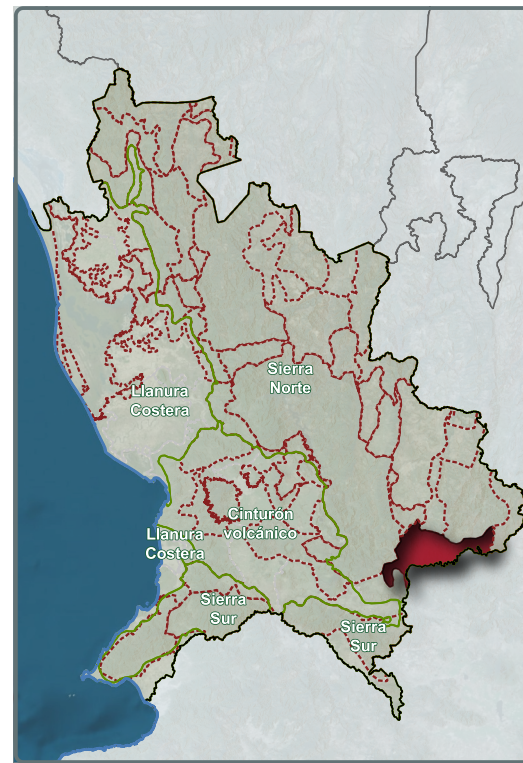 Sierra
Norte
Llanura
Costera
Cinturón
volcánico
Llanura
Costera
Sierra
Sur
Sierra
Sur